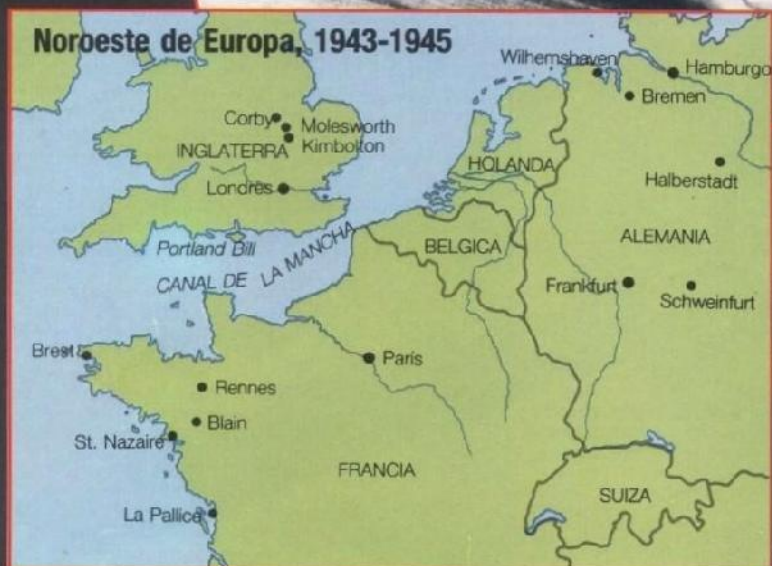 Noroeste de Europa, 1943-1945
Wilhemshaven
Hamburgo
Bremen
Corby
Molesworth
Kimbolton
INGLATERRA
HOLANDA
Halberstadt
Londres
ALEMANIA
BELGICA
Portland Bill
CANAL DE LA MANCHA
Frankfurt
Schweinfurt
Brest
París
Rennes
Blain
St. Nazaire
FRANCIA
SUIZA
La Pallice